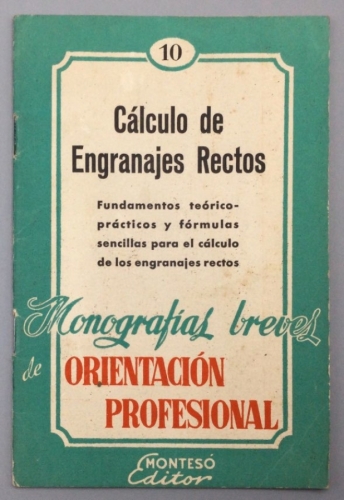 10
Cálculo de
Engranajes Rectos
Fundamentos teórico-
prácticos y fórmulas
sencillas para el cálculo
de los engranajes rectos
Monografías breves
de ORIENTACIÓN
PROFESIONAL
MONTESÓ
Editor